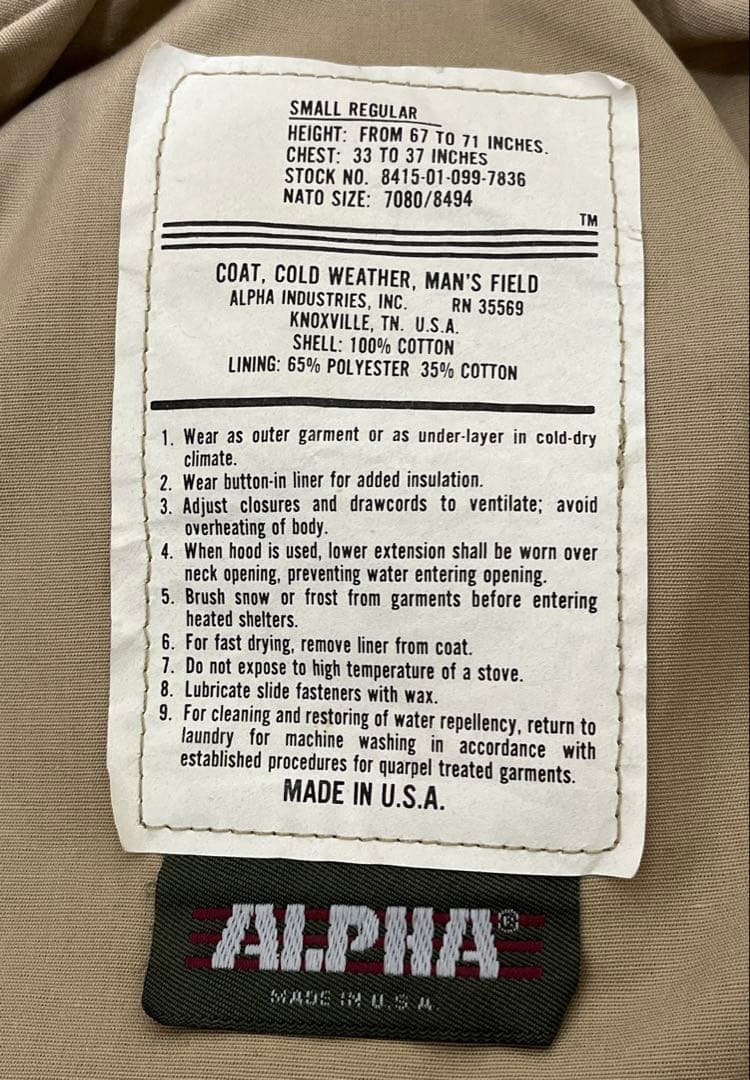 SMALL REGULAR
HEIGHT: FROM 67 TO 71 INCHES.
CHEST: 33 TO 37 INCHES
STOCK NO. 8415-01-099-7836
NATO SIZE: 7080/8494
TM
COAT, COLD WEATHER, MAN'S FIELD
ALPHA INDUSTRIES, INC. RN 35569
KNOXVILLE, TN. U.S.A.
SHELL: 100% COTTON
LINING: 65% POLYESTER 35% COTTON
1. Wear as outer garment or as under-layer in cold-dry
climate.
2. Wear button-in liner for added insulation.
3. Adjust closures and drawcords to ventilate; avoid
overheating of body.
4. When hood is used, lower extension shall be worn over
neck opening, preventing water entering opening.
5. Brush snow or frost from garments before entering
heated shelters.
6. For fast drying, remove liner from coat.
7. Do not expose to high temperature of a stove.
8. Lubricate slide fasteners with wax.
9. For cleaning and restoring of water repellency, return to
laundry for machine washing in accordance with
established procedures for quarpel treated garments.
MADE IN U.S.A.
ALPHA®
MADE IN U.S.A.